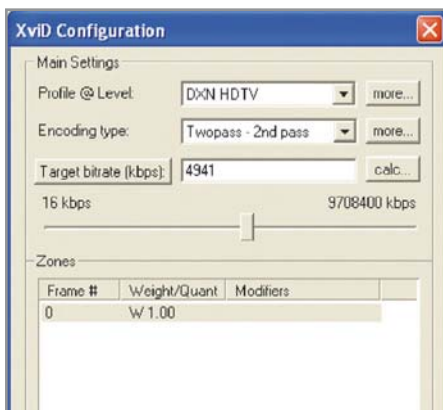 XviD Configuration
Main Settings
Profile @ Level: DXN HDTV more...
Encoding type: Twopass - 2nd pass more...
Target bitrate (kbps): 4941 calc...
16 kbps 9708400 kbps
Zones
Frame # Weight/Quant Modifiers
0 W 1.00